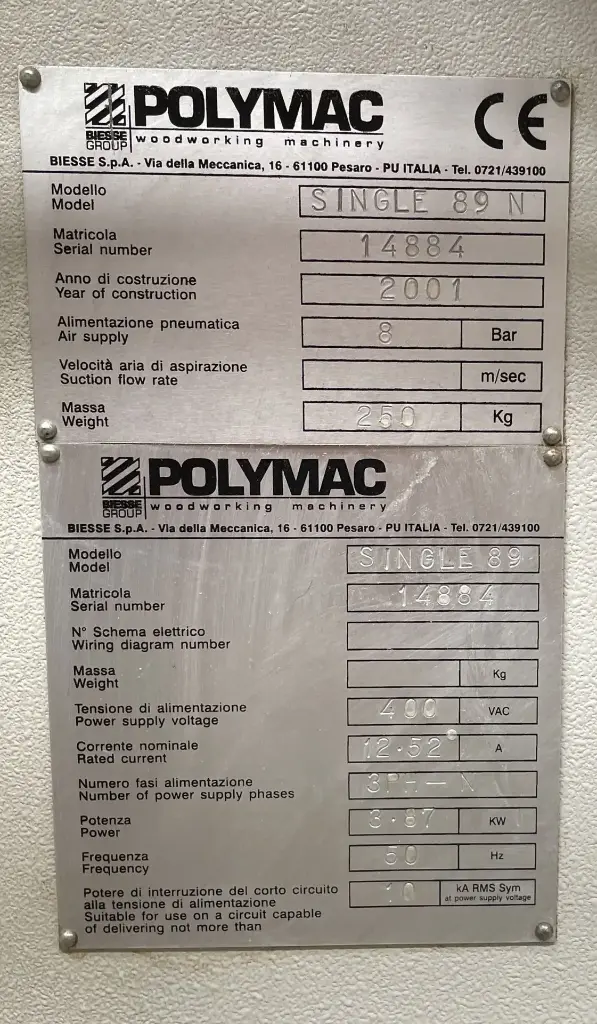 POLYMAC
BIESSE GROUP
woodworking machinery
CE
BIESSE S.p.A. - Via della Meccanica, 16 - 61100 Pesaro - PU ITALIA - Tel. 0721/439100
Modello
Model
SINGLE 89 N
Matricola
Serial number
14884
Anno di costruzione
Year of construction
2001
Alimentazione pneumatica
Air supply
8 Bar
Velocità aria di aspirazione
Suction flow rate
m/sec
Massa
Weight
250 Kg
POLYMAC
BIESSE GROUP
woodworking machinery
BIESSE S.p.A. - Via della Meccanica, 16 - 61100 Pesaro - PU ITALIA - Tel. 0721/439100
Modello
Model
SINGLE 89
Matricola
Serial number
14884
N° Schema elettrico
Wiring diagram number
Massa
Weight
Kg
Tensione di alimentazione
Power supply voltage
400 VAC
Corrente nominale
Rated current
12.52 A
Numero fasi alimentazione
Number of power supply phases
3PH-N
Potenza
Power
3.87 KW
Frequenza
Frequency
50 Hz
Potere di interruzione del corto circuito
alla tensione di alimentazione
Suitable for use on a circuit capable
of delivering not more than
10 kA RMS Sym
at power supply voltage